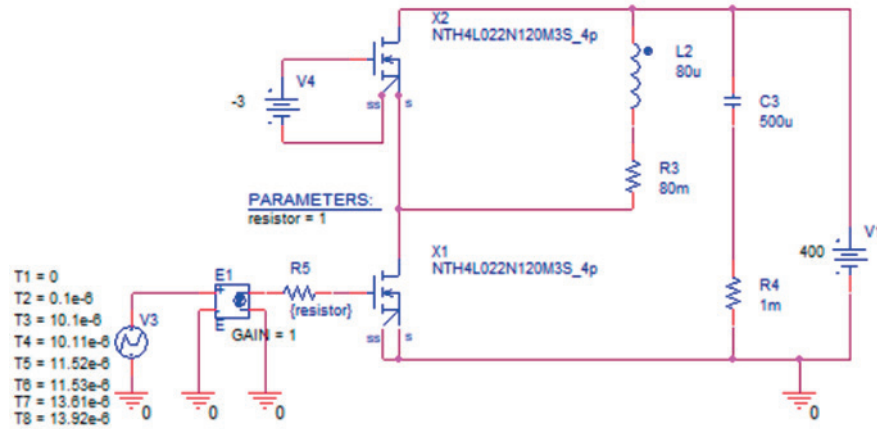 X2
NTH4L022N120M3S_4p
V4
-3
ss
s
L2
80u
C3
500u
R3
80m
PARAMETERS:
resistor = 1
X1
NTH4L022N120M3S_4p
400
R4
1m
E1
R5
{resistor}
GAIN = 1
E
V3
ss
s
T1 = 0
T2 = 0.1e-6
T3 = 10.1e-6
T4 = 10.11e-6
T5 = 11.52e-6
T6 = 11.53e-6
T7 = 13.61e-6
T8 = 13.92e-6
0
0
0
0